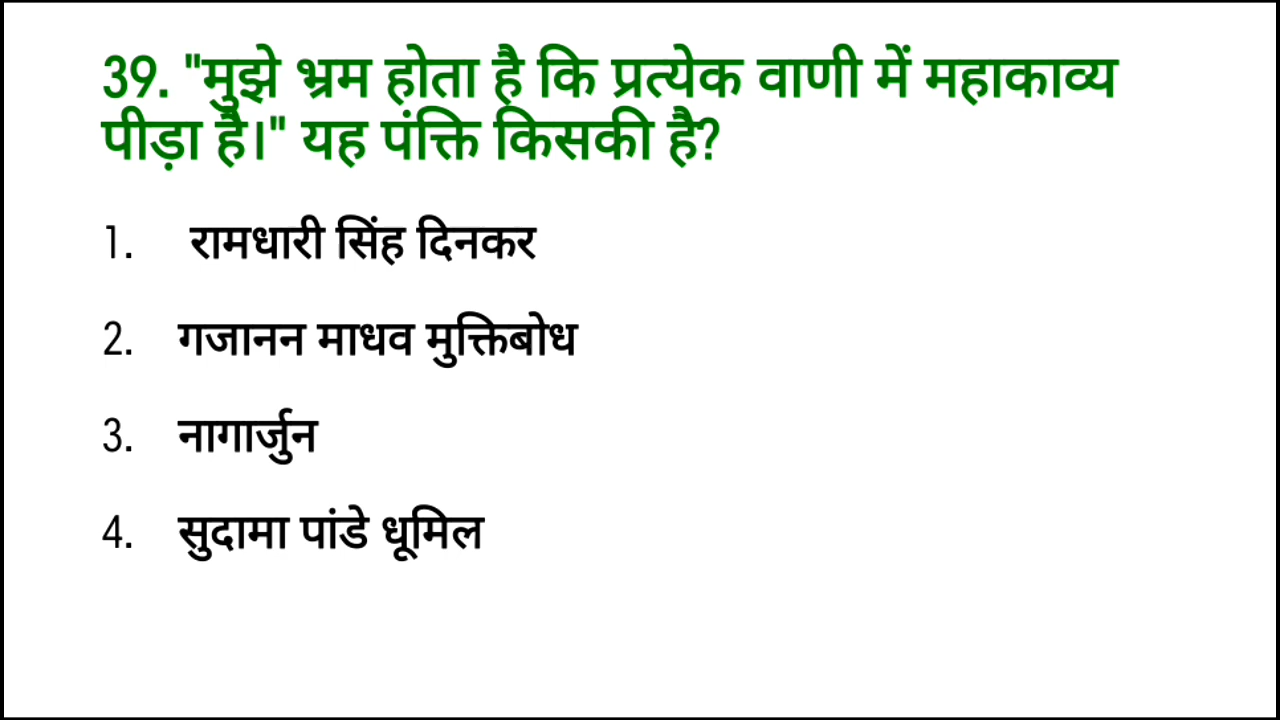 39. "मुझे भ्रम होता है कि प्रत्येक वाणी में महाकाव्य
पीड़ा है।" यह पंक्ति किसकी है?
1. रामधारी सिंह दिनकर
2. गजानन माधव मुक्तिबोध
3. नागार्जुन
4. सुदामा पांडे धूमिल